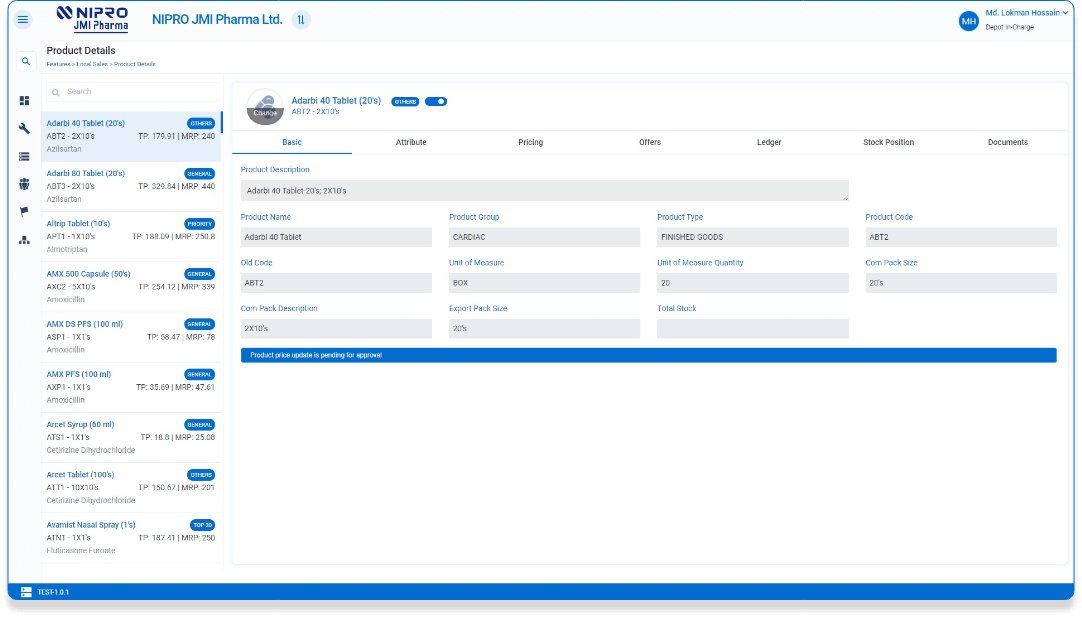 NIPRO
JMI Pharma
NIPRO JMI Pharma Ltd.
MH
Md. Lokman Hossain
Depot In-Charge
Product Details
Features > Local Sales > Product Details
Search
Adarbi 40 Tablet (20's) OTHERS
ABT2 - 2X10's TP: 179.91 | MRP: 240
Azilsartan
Adarbi 80 Tablet (20's) GENERAL
ABT3 - 2X10's TP: 329.84 | MRP: 440
Azilsartan
Altrip Tablet (10's) PRIORITY
APT1 - 1X10's TP: 188.09 | MRP: 250.8
Almotriptan
AMX 500 Capsule (50's) GENERAL
AXC2 - 5X10's TP: 254.12 | MRP: 339
Amoxicillin
AMX DS PFS (100 ml) GENERAL
ASP1 - 1X1's TP: 58.47 | MRP: 78
Amoxicillin
AMX PFS (100 ml) GENERAL
AXP1 - 1X1's TP: 35.69 | MRP: 47.61
Amoxicillin
Arcet Syrup (60 ml) GENERAL
ATS1 - 1X1's TP: 18.8 | MRP: 25.08
Cetirizine Dihydrochloride
Arcet Tablet (100's) OTHERS
ATT1 - 10X10's TP: 150.67 | MRP: 201
Cetirizine Dihydrochloride
Avamist Nasal Spray (1's) TOP 20
ATN1 - 1X1's TP: 187.41 | MRP: 250
Fluticasone Furoate
Change
Adarbi 40 Tablet (20's) OTHERS
ABT2 - 2X10's
Basic Attribute Pricing Offers Ledger Stock Position Documents
Product Description
Adarbi 40 Tablet-20's; 2X10's
Product Name Product Group Product Type Product Code
Adarbi 40 Tablet CARDIAC FINISHED GOODS ABT2
Old Code Unit of Measure Unit of Measure Quantity Com Pack Size
ABT2 BOX 20 20's
Com Pack Description Export Pack Size Total Stock
2X10's 20's
Product price update is pending for approval
TEST-1.0.1